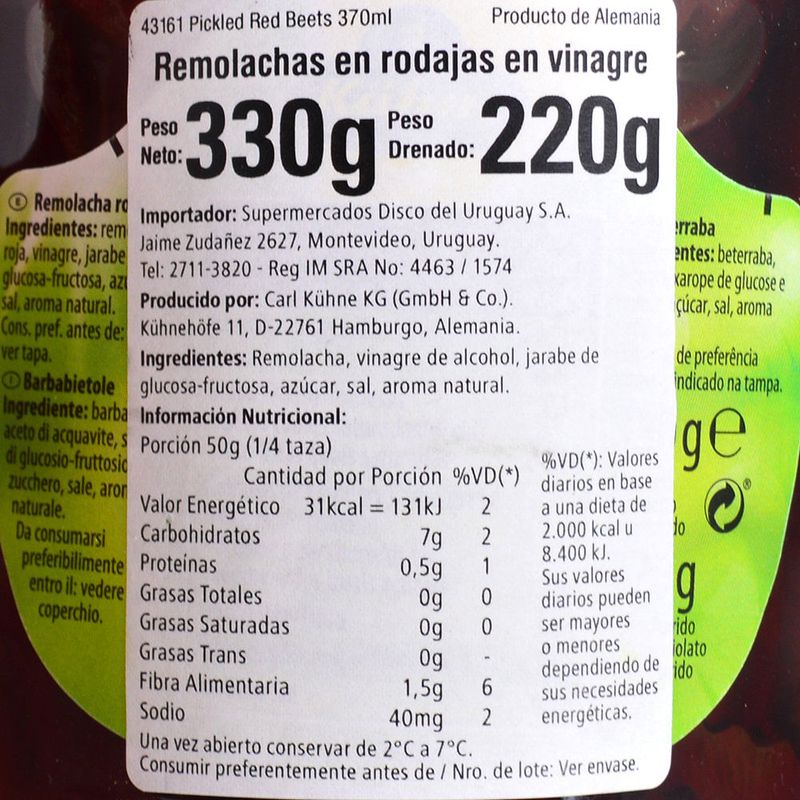 43161 Pickled Red Beets 370ml
Producto de Alemania
Remolachas en rodajas en vinagre
Peso Neto: 330g Peso Drenado: 220g
Importador: Supermercados Disco del Uruguay S.A.
Jaime Zudañez 2627, Montevideo, Uruguay.
Tel: 2711-3820 - Reg IM SRA No: 4463 / 1574
Producido por: Carl Kühne KG (GmbH & Co.).
Kühnehöfe 11, D-22761 Hamburgo, Alemania.
Ingredientes: Remolacha, vinagre de alcohol, jarabe de
glucosa-fructosa, azúcar, sal, aroma natural.
Información Nutricional:
Porción 50g (1/4 taza)
Cantidad por Porción %VD(*)
Valor Energético 31kcal = 131kJ 2
Carbohidratos 7g 2
Proteínas 0,5g 1
Grasas Totales 0g 0
Grasas Saturadas 0g 0
Grasas Trans 0g -
Fibra Alimentaria 1,5g 6
Sodio 40mg 2
%VD(*): Valores
diarios en base
a una dieta de
2.000 kcal u
8.400 kJ.
Sus valores
diarios pueden
ser mayores
o menores
dependiendo de
sus necesidades
energéticas.
Una vez abierto conservar de 2°C a 7°C.
Consumir preferentemente antes de / Nro. de lote: Ver envase.
E Remolacha
Ingredientes:
roja, vinagre, jarabe
glucosa-fructosa,
sal, aroma natural.
Cons. pref. antes de:
ver tapa.
I Barbabietole
Ingrediente:
aceto di acquavite,
di glucosio-fruttosio
zucchero, sale,
naturale.
Da consumarsi
preferibilmente
entro il: vedere
coperchio.
beterraba,
xarope de glucose e
sal, aroma
de preferência
indicado na tampa.
g e
g